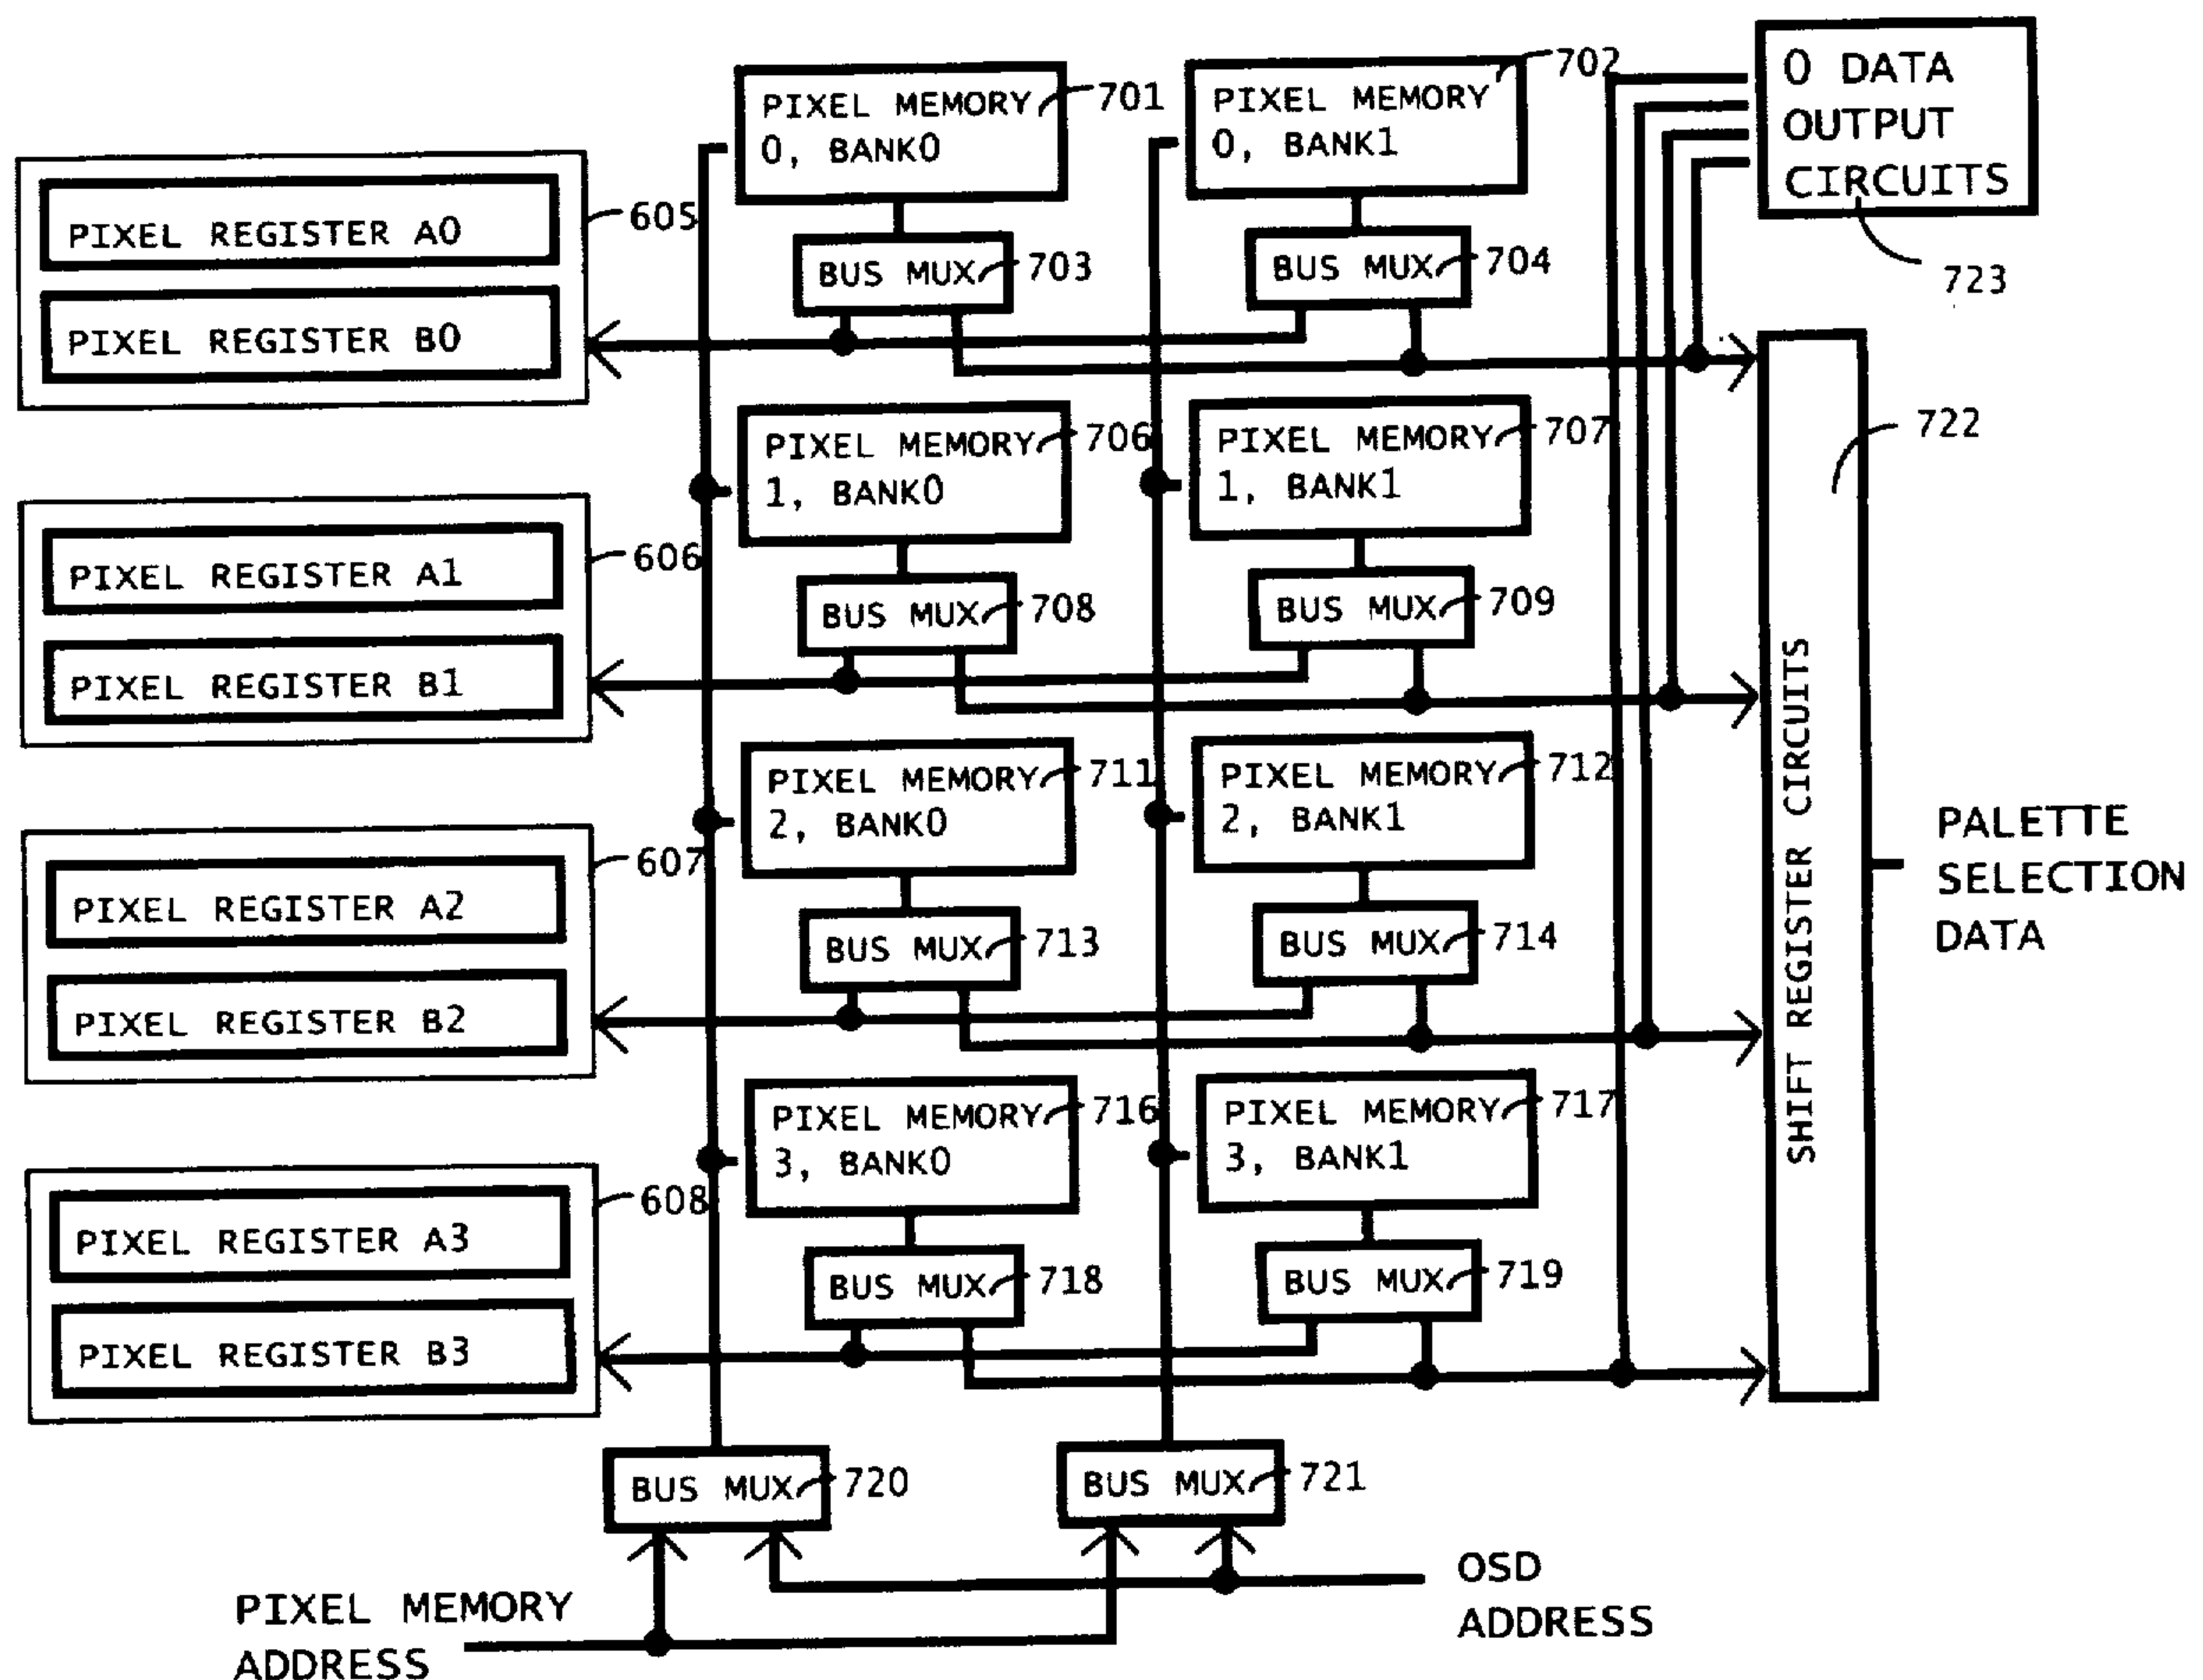 PIXEL MEMORY
0, BANK0
701
PIXEL MEMORY
0, BANK1
702
0 DATA
OUTPUT
CIRCUITS
723
PIXEL REGISTER A0
PIXEL REGISTER B0
605
BUS MUX
703
BUS MUX
704
PIXEL MEMORY
1, BANK0
706
PIXEL MEMORY
1, BANK1
707
722
PIXEL REGISTER A1
PIXEL REGISTER B1
606
BUS MUX
708
BUS MUX
709
SHIFT REGISTER CIRCUITS
PIXEL MEMORY
2, BANK0
711
PIXEL MEMORY
2, BANK1
712
PALETTE
SELECTION
DATA
PIXEL REGISTER A2
PIXEL REGISTER B2
607
BUS MUX
713
BUS MUX
714
PIXEL MEMORY
3, BANK0
716
PIXEL MEMORY
3, BANK1
717
PIXEL REGISTER A3
PIXEL REGISTER B3
608
BUS MUX
718
BUS MUX
719
BUS MUX
720
BUS MUX
721
PIXEL MEMORY
ADDRESS
OSD
ADDRESS